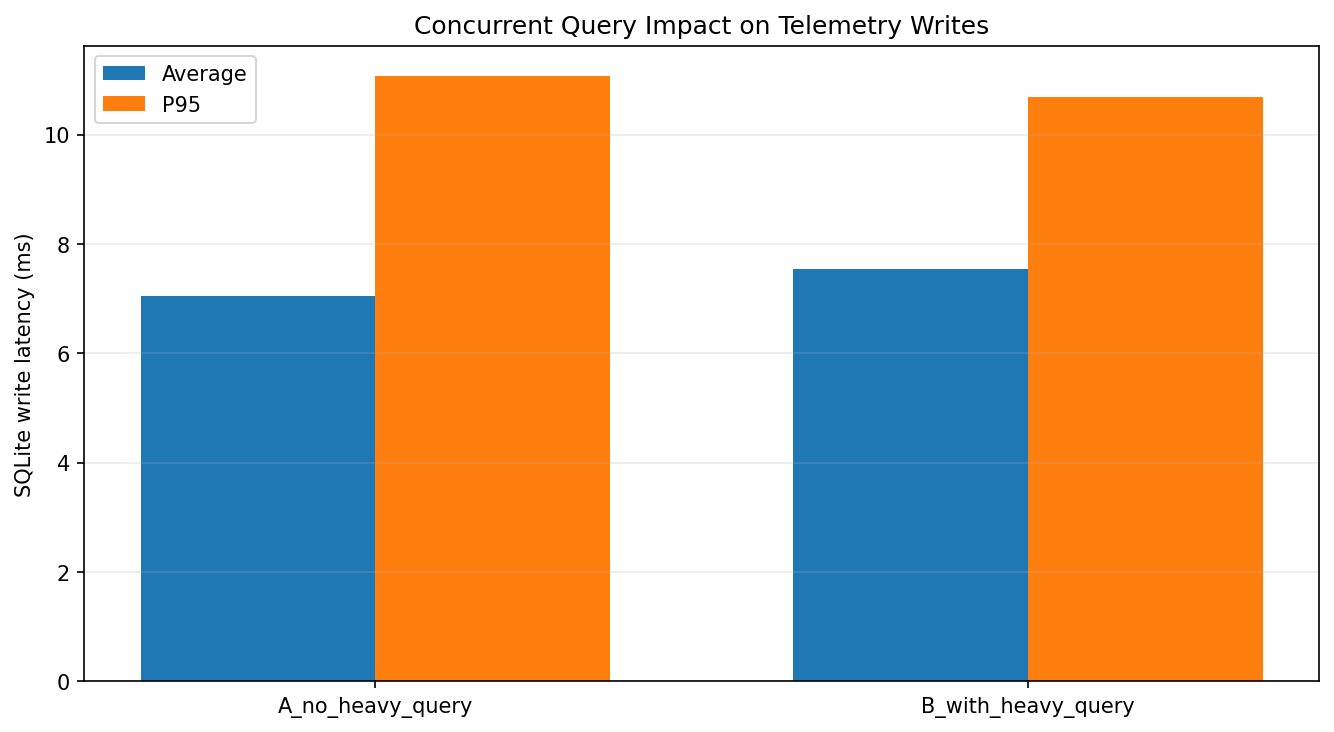 Concurrent Query Impact on Telemetry Writes
Average
P95
SQLite write latency (ms)
10
8
6
4
2
0
A_no_heavy_query
B_with_heavy_query